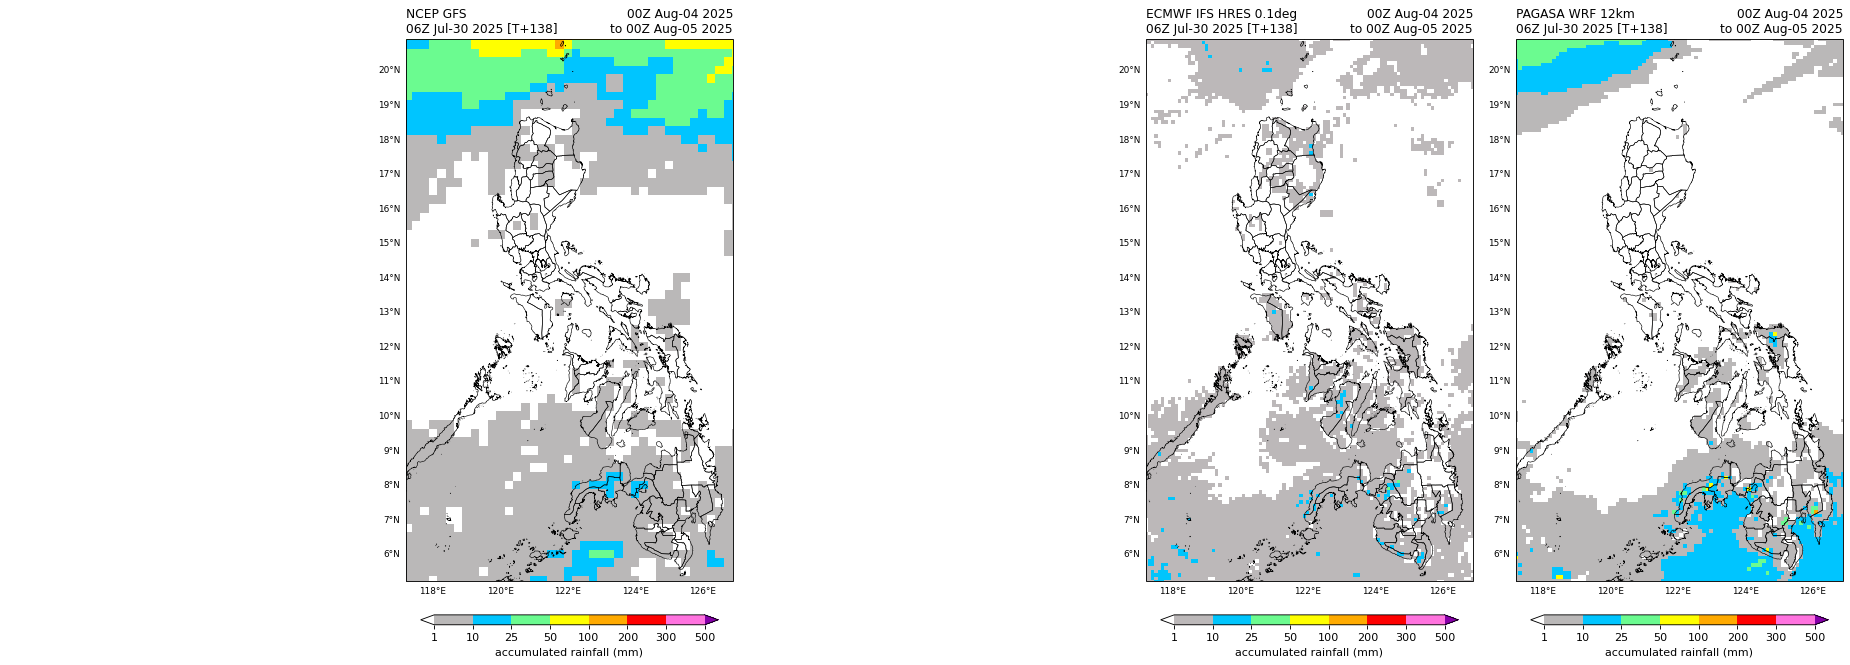 NCEP GFS 00Z Aug-04 2025
06Z Jul-30 2025 [T+138] to 00Z Aug-05 2025
20°N
19°N
18°N
17°N
16°N
15°N
14°N
13°N
12°N
11°N
10°N
9°N
8°N
7°N
6°N
118°E 120°E 122°E 124°E 126°E
1 10 25 50 100 200 300 500
accumulated rainfall (mm)
ECMWF IFS HRES 0.1deg 00Z Aug-04 2025
06Z Jul-30 2025 [T+138] to 00Z Aug-05 2025
20°N
19°N
18°N
17°N
16°N
15°N
14°N
13°N
12°N
11°N
10°N
9°N
8°N
7°N
6°N
118°E 120°E 122°E 124°E 126°E
1 10 25 50 100 200 300 500
accumulated rainfall (mm)
PAGASA WRF 12km 00Z Aug-04 2025
06Z Jul-30 2025 [T+138] to 00Z Aug-05 2025
20°N
19°N
18°N
17°N
16°N
15°N
14°N
13°N
12°N
11°N
10°N
9°N
8°N
7°N
6°N
118°E 120°E 122°E 124°E 126°E
1 10 25 50 100 200 300 500
accumulated rainfall (mm)